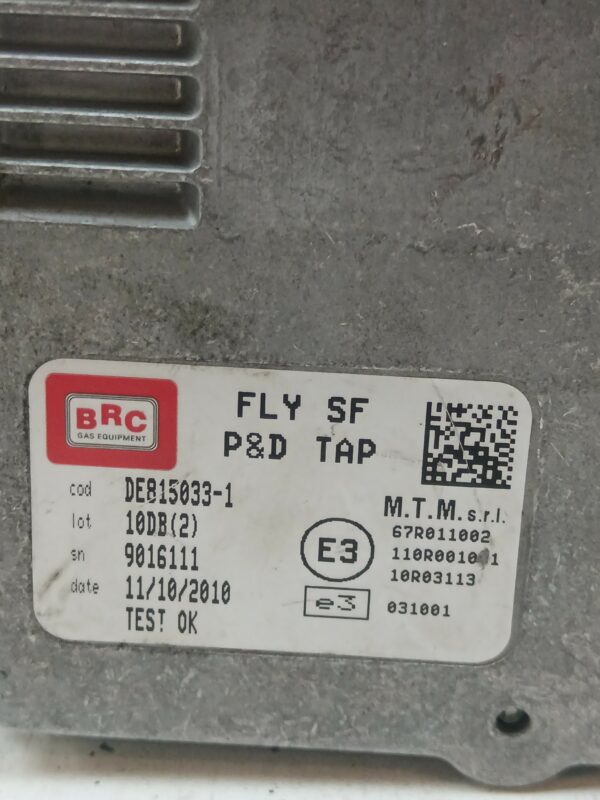 BRC
GAS EQUIPMENT
FLY SF
P&D TAP
cod DE815033-1
lot 10DB(2)
sn 9016111
date 11/10/2010
TEST OK
M.T.M. s.r.l.
E3
67R011002
10R03113
e3
031001